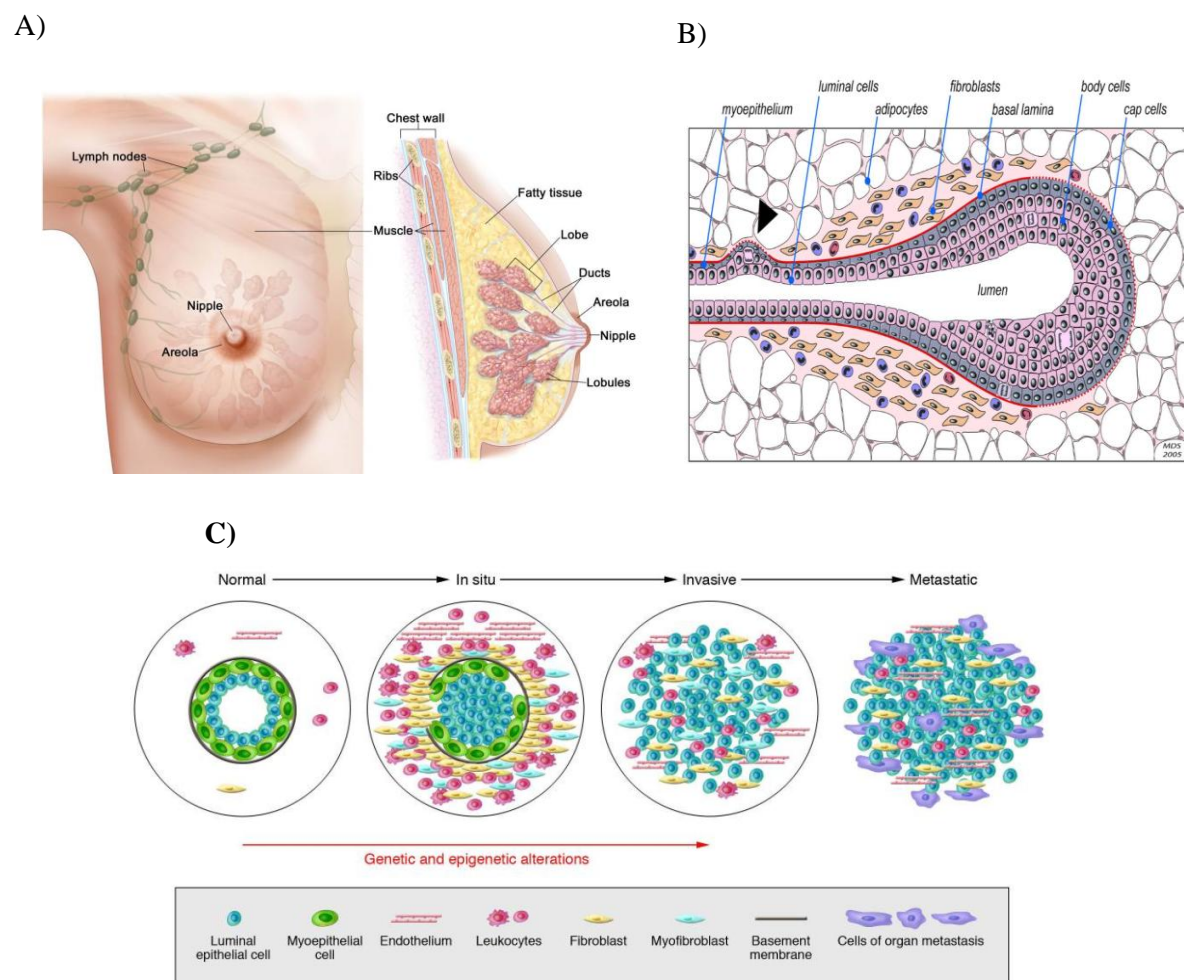 A)
B)
Lymph nodes
Nipple
Areola
Chest wall
Ribs
Muscle
Fatty tissue
Lobe
Ducts
Areola
Nipple
Lobules
luminal cells
fibroblasts
body cells
myoepithelium
adipocytes
basal lamina
cap cells
lumen
MDS
2005
C)
Normal
In situ
Invasive
Metastatic
Genetic and epigenetic alterations
Luminal
epithelial cell
Myoepithelial
cell
Endothelium
Leukocytes
Fibroblast
Myofibroblast
Basement
membrane
Cells of organ metastasis